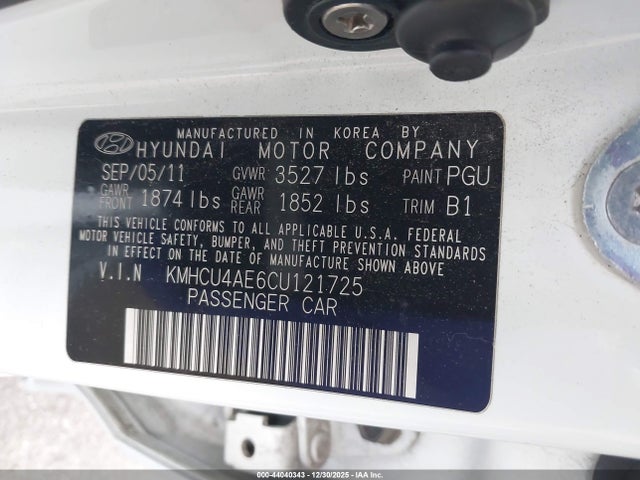 MANUFACTURED IN KOREA BY
HYUNDAI MOTOR COMPANY
SEP/05/11 GVWR 3527 lbs PAINT PGU
GAWR FRONT 1874 lbs GAWR REAR 1852 lbs TRIM B1
THIS VEHICLE CONFORMS TO ALL APPLICABLE U.S.A. FEDERAL
MOTOR VEHICLE SAFETY, BUMPER, AND THEFT PREVENTION STANDARDS
IN EFFECT ON THE DATE OF MANUFACTURE SHOWN ABOVE
V.I.N KMHCU4AE6CU121725
PASSENGER CAR
000-44040343 - 12/30/2025 - IAAI.COM